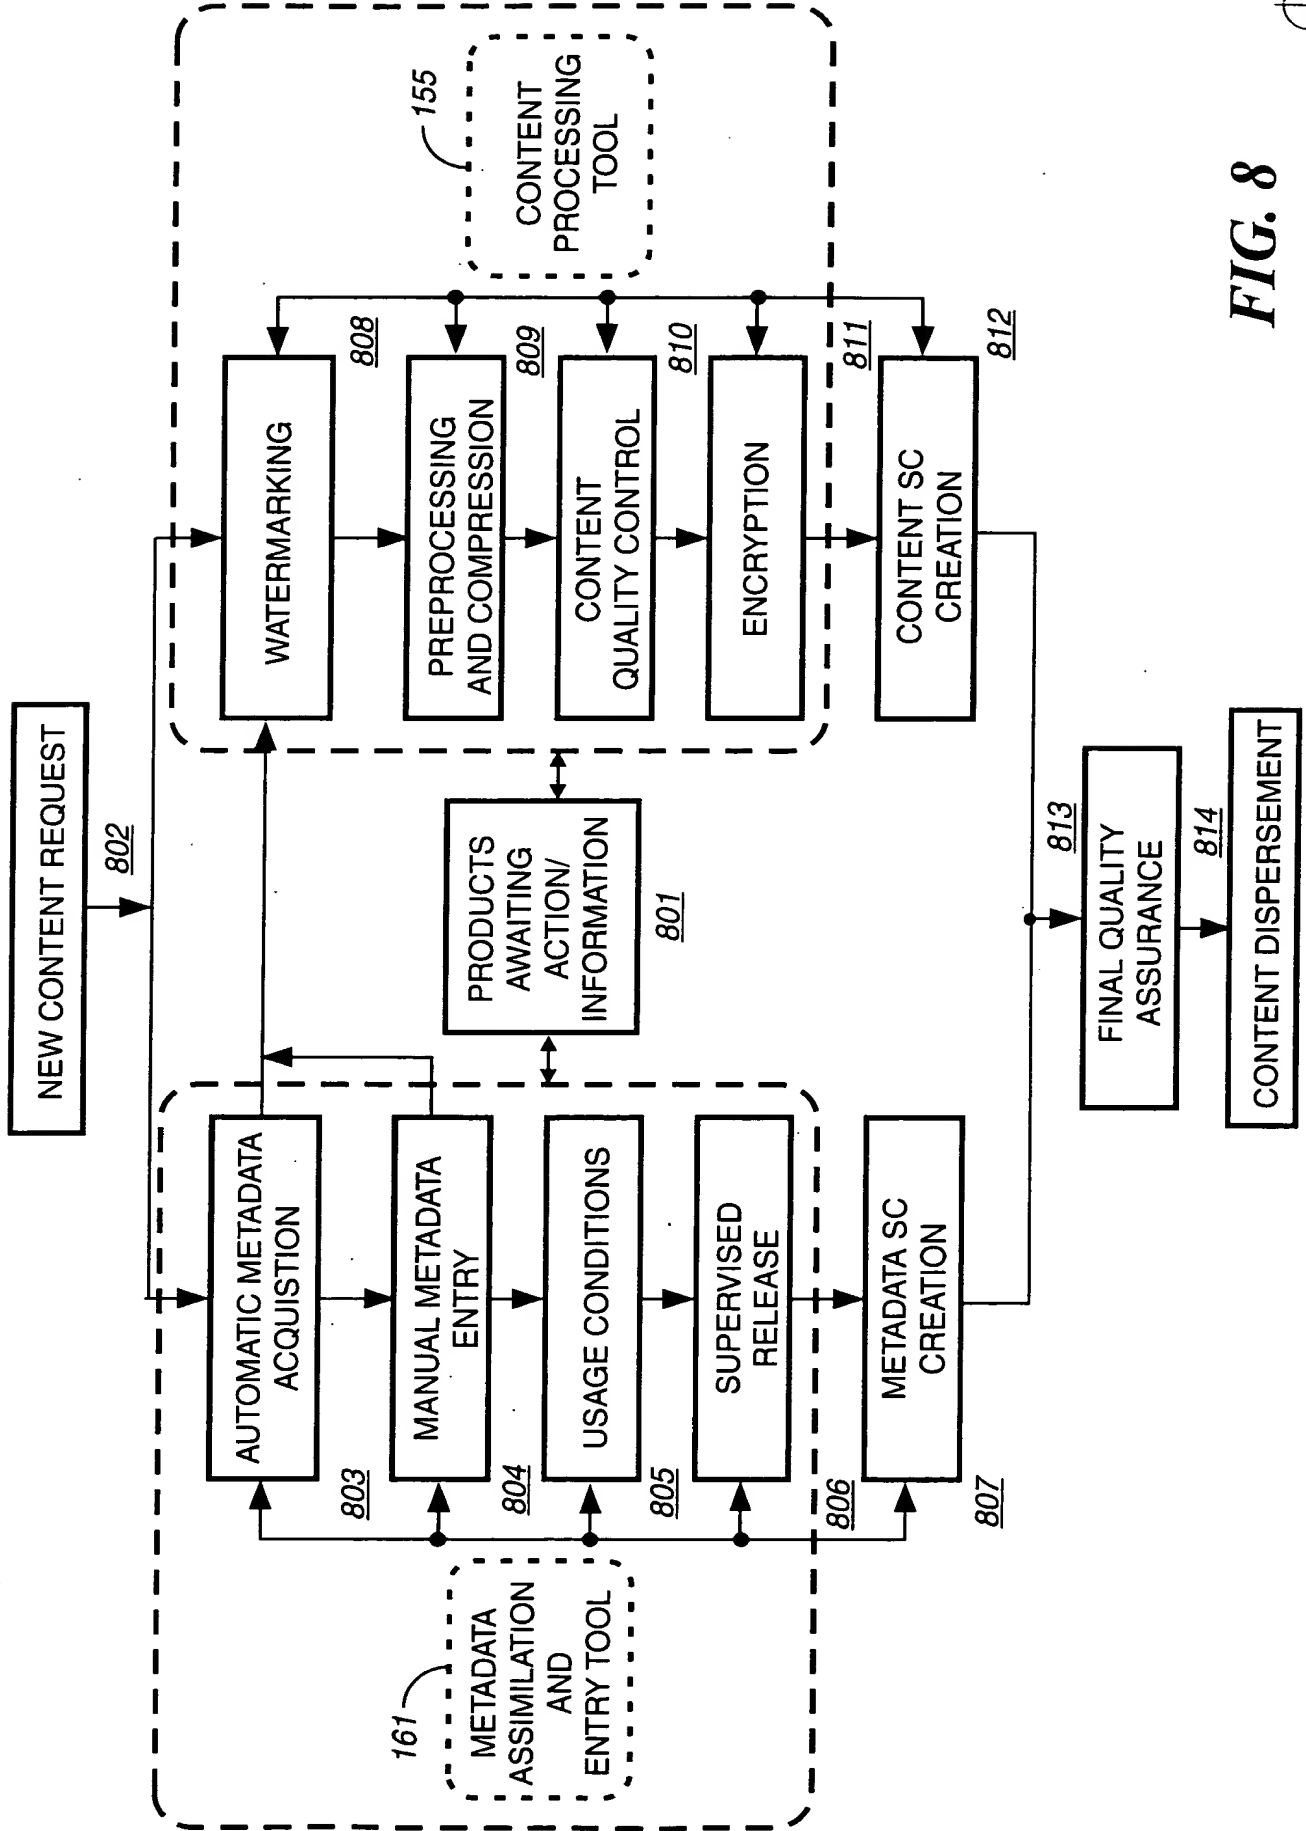 NEW CONTENT REQUEST
802
AUTOMATIC METADATA
ACQUISTION
803
MANUAL METADATA
ENTRY
804
USAGE CONDITIONS
805
SUPERVISED
RELEASE
806
METADATA SC
CREATION
807
161
METADATA
ASSIMILATION
AND
ENTRY TOOL
PRODUCTS
AWAITING
ACTION/
INFORMATION
801
WATERMARKING
808
PREPROCESSING
AND COMPRESSION
809
CONTENT
QUALITY CONTROL
810
ENCRYPTION
811
CONTENT SC
CREATION
812
155
CONTENT
PROCESSING
TOOL
813
FINAL QUALITY
ASSURANCE
814
CONTENT DISPERSEMENT
FIG. 8